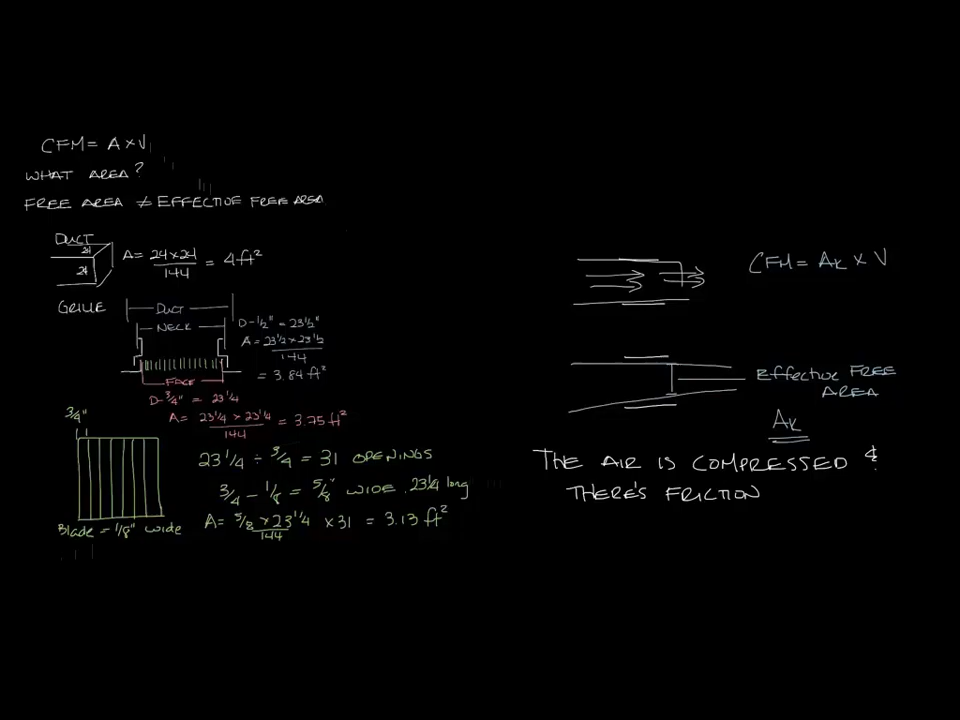 CFM = A × V
WHAT AREA?
FREE AREA ≠ EFFECTIVE FREE AREA
DUCT
24
24
A = 24 × 24 / 144 = 4 ft²
GRILLE
DUCT
NECK
D - 1/2" = 23 1/2"
A = 23 1/2 × 23 1/2 / 144
= 3.84 ft²
FACE
D - 3/4" = 23 1/4
A = 23 1/4 × 23 1/4 / 144 = 3.75 ft²
3/4"
23 1/4 ÷ 3/4 = 31 OPENINGS
3/4 - 1/8 = 5/8" WIDE 23 1/4 long
A = 5/8 × 23 1/4 / 144 × 31 = 3.13 ft²
Blade = 1/8" wide
CFM = AK × V
Effective FREE
AREA
AK
THE AIR IS COMPRESSED &
THERE'S FRICTION